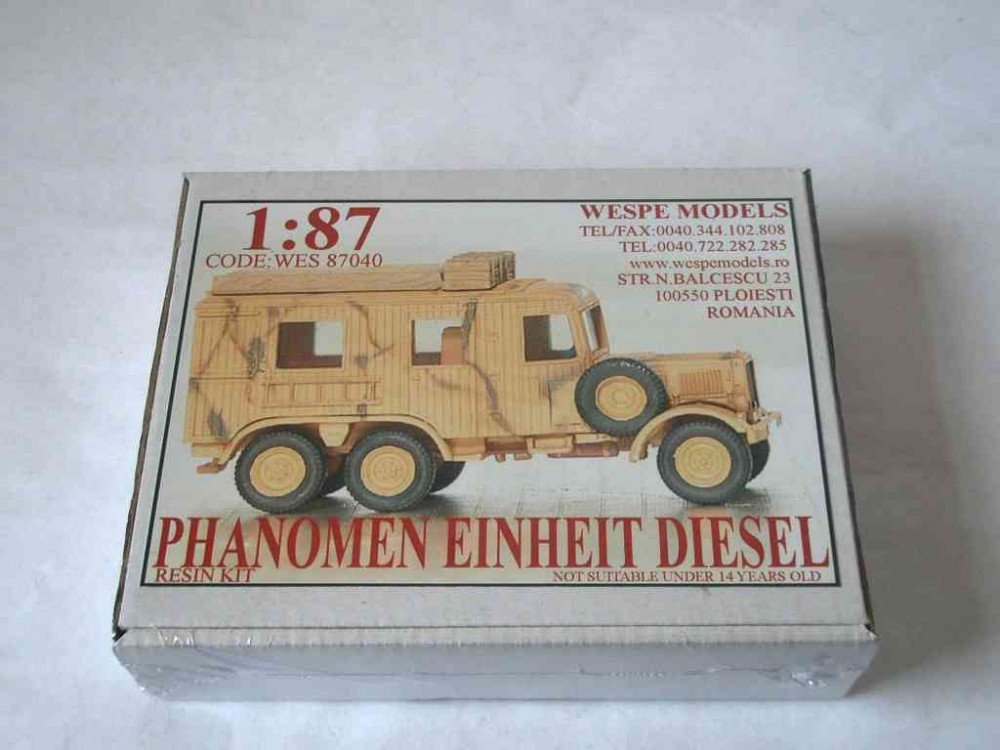 1:87
CODE: WES 87040
WESPE MODELS
TEL/FAX:0040.344.102.808
TEL:0040.722.282.285
www.wespemodels.ro
STR.N.BALCESCU 23
100550 PLOIESTI
ROMANIA
PHANOMEN EINHEIT DIESEL
RESIN KIT
NOT SUITABLE UNDER 14 YEARS OLD